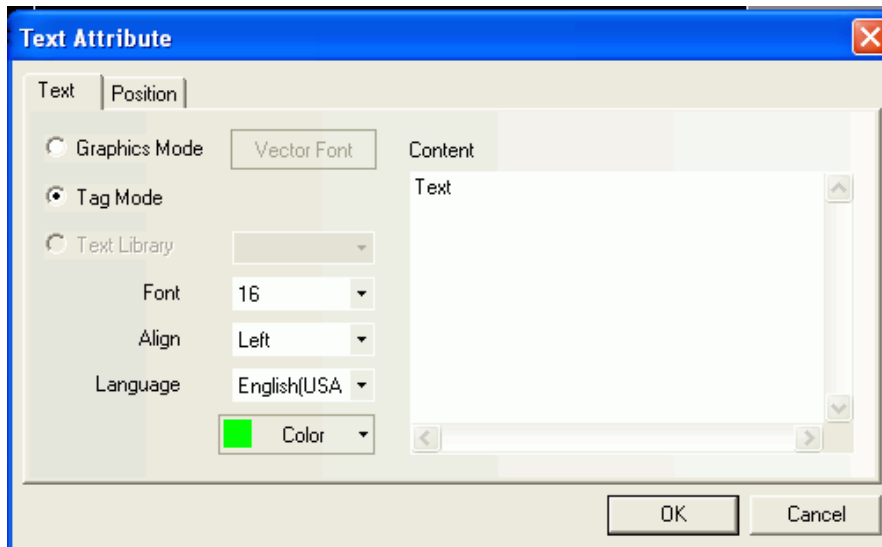 Text Attribute
Text Position
Graphics Mode Vector Font Content
Tag Mode Text
Text Library
Font 16
Align Left
Language English(USA
Color
OK Cancel